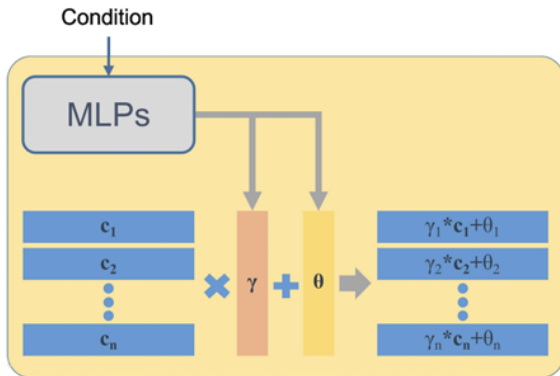 Condition
MLPs
c₁
γ₁*c₁+θ₁
c₂
γ₂*c₂+θ₂
γ
θ
cₙ
γₙ*cₙ+θₙ